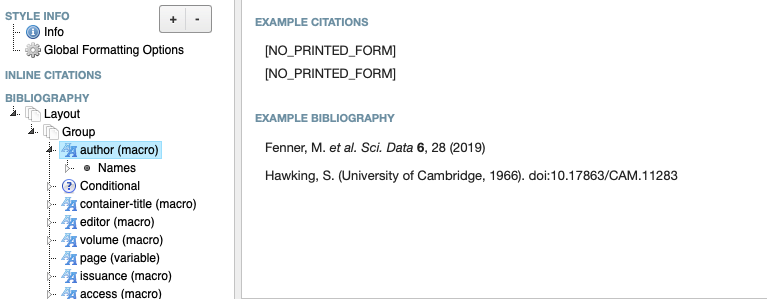 STYLE INFO
+ -
Info
Global Formatting Options
INLINE CITATIONS
BIBLIOGRAPHY
Layout
Group
author (macro)
Names
? Conditional
container-title (macro)
editor (macro)
volume (macro)
page (variable)
issuance (macro)
access (macro)
EXAMPLE CITATIONS
[NO_PRINTED_FORM]
[NO_PRINTED_FORM]
EXAMPLE BIBLIOGRAPHY
Fenner, M. et al. Sci. Data 6, 28 (2019)
Hawking, S. (University of Cambridge, 1966). doi:10.17863/CAM.11283